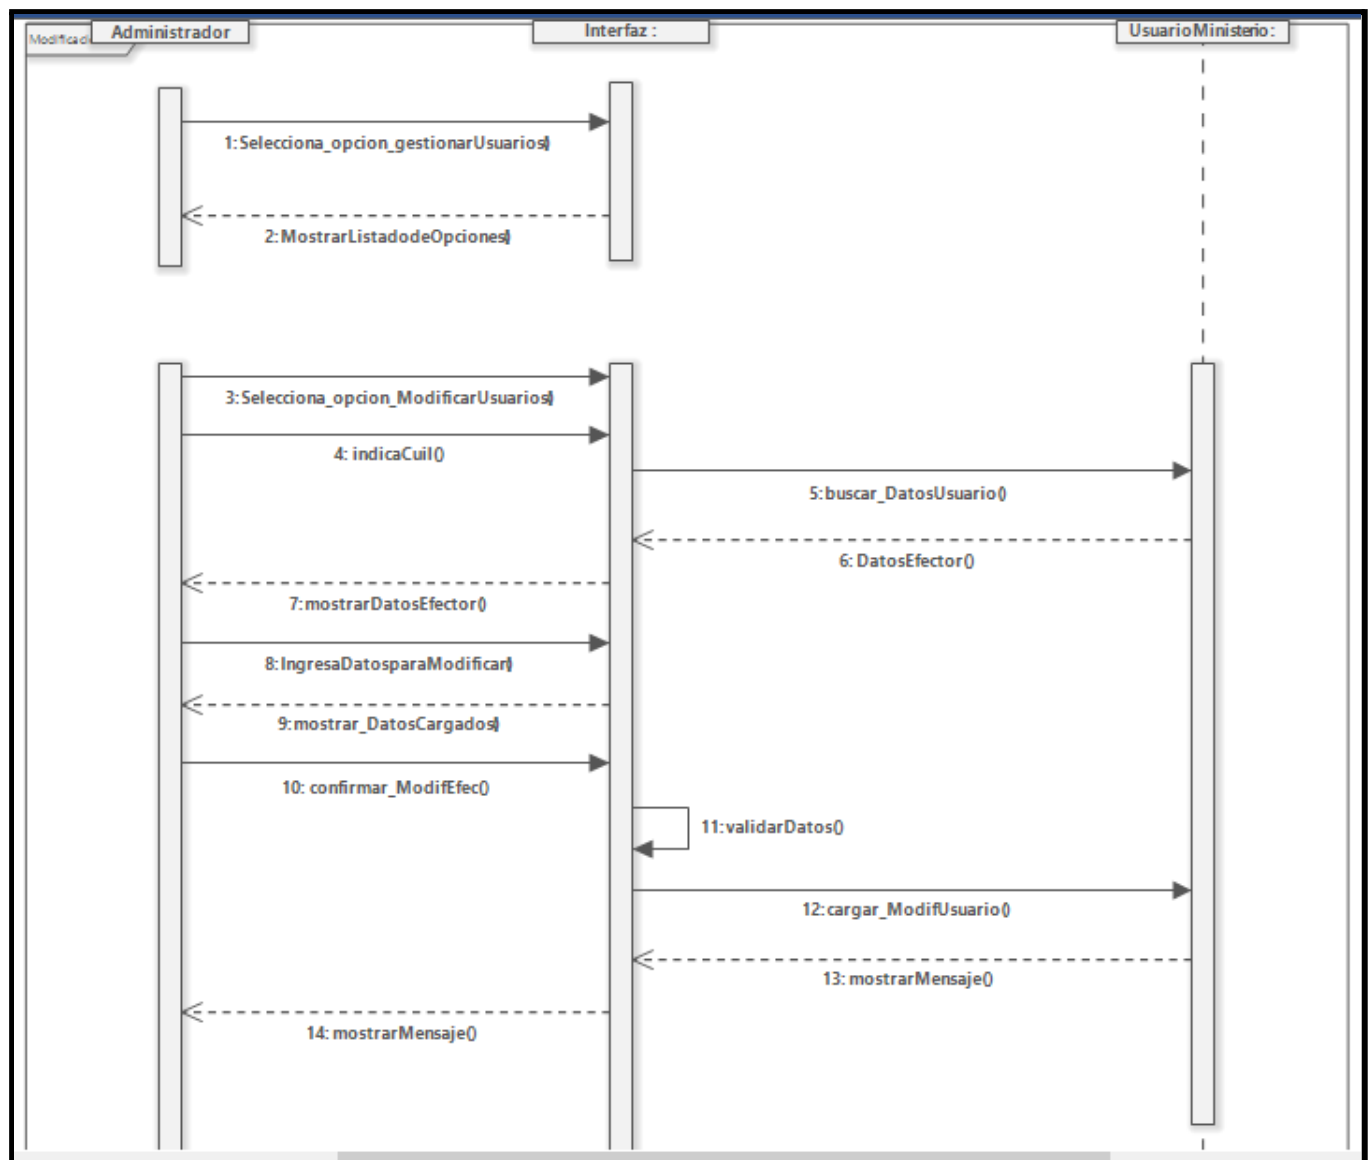 Administrador
Interfaz :
UsuarioMinisterio:
1:Selecciona_opcion_gestionarUsuarios()
2:MostrarListadodeOpciones()
3:Selecciona_opcion_ModificarUsuarios()
4: indicaCuil()
5:buscar_DatosUsuario()
6: DatosEfector()
7:mostrarDatosEfector()
8:IngresaDatosparaModificar()
9:mostrar_DatosCargados()
10: confirmar_ModifEfec()
11:validarDatos()
12:cargar_ModifUsuario()
13: mostrarMensaje()
14: mostrarMensaje()